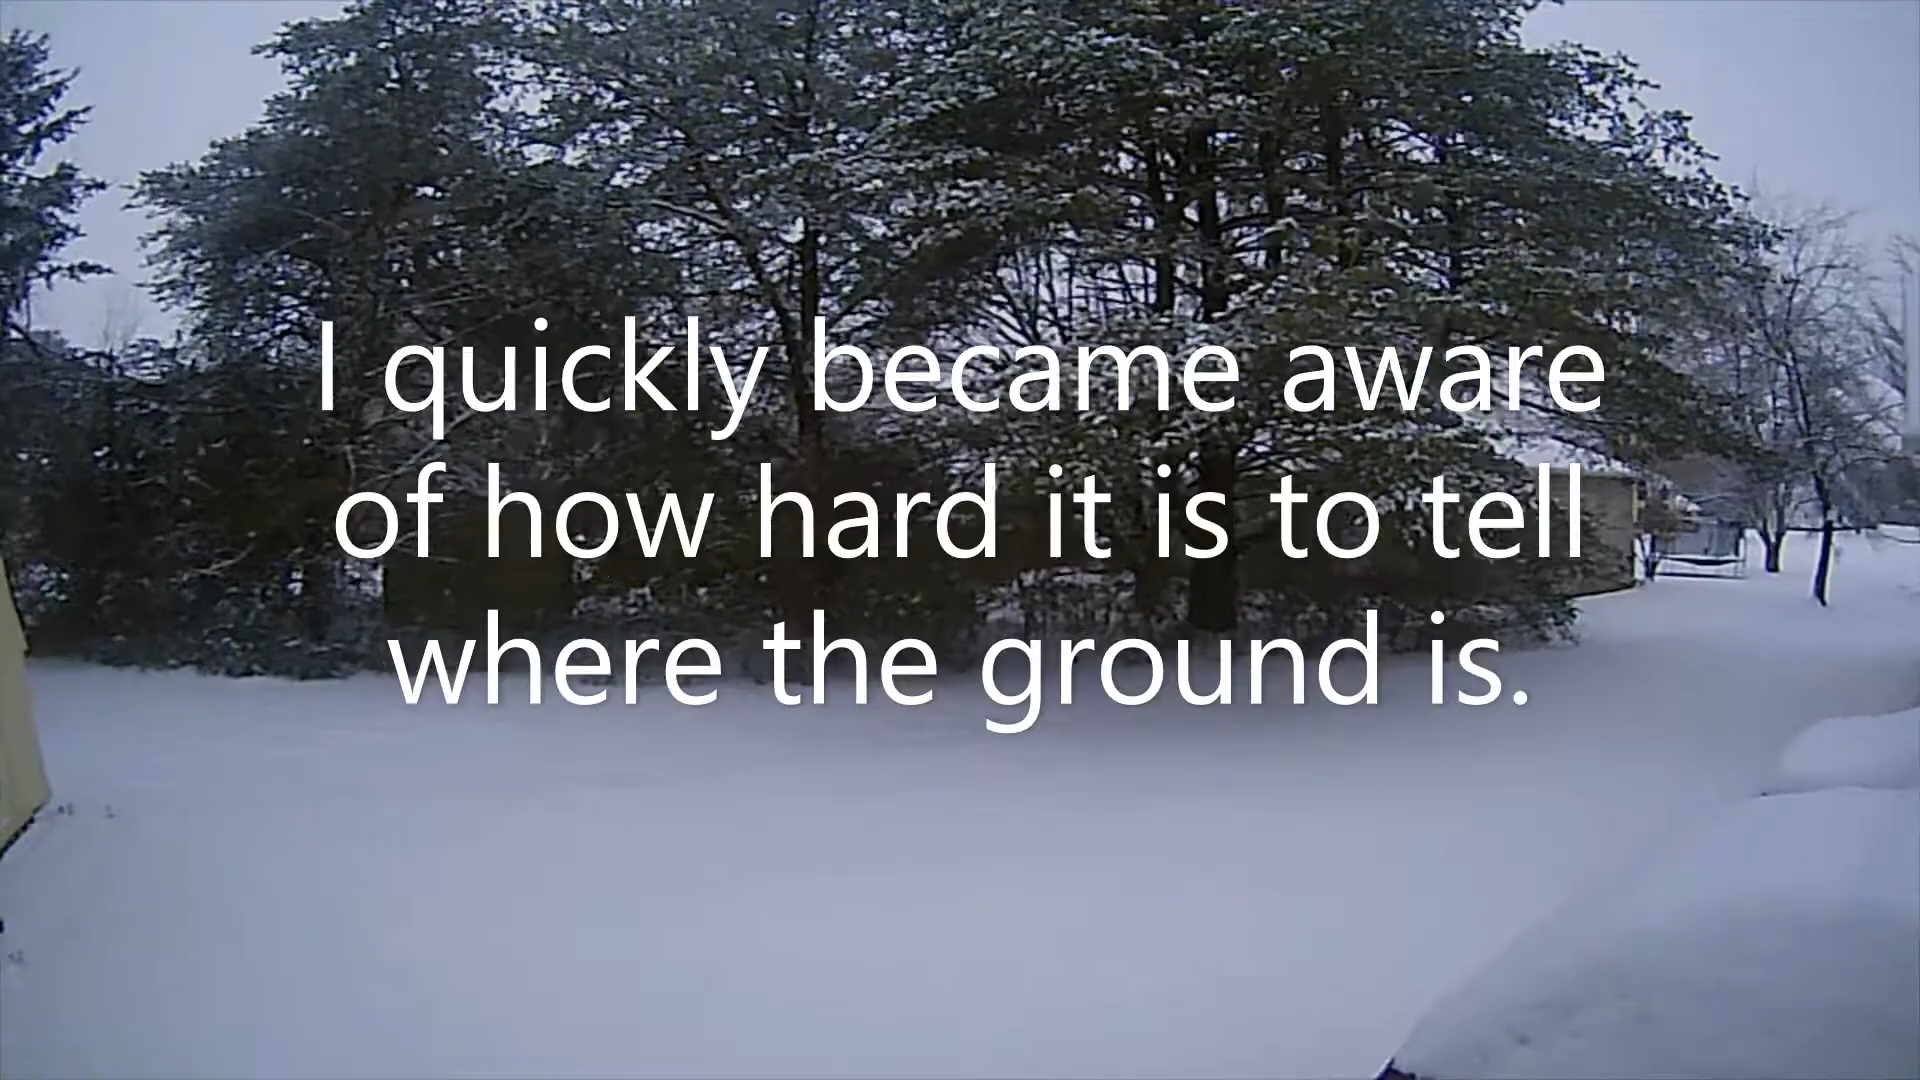 I quickly became aware
of how hard it is to tell
where the ground is.